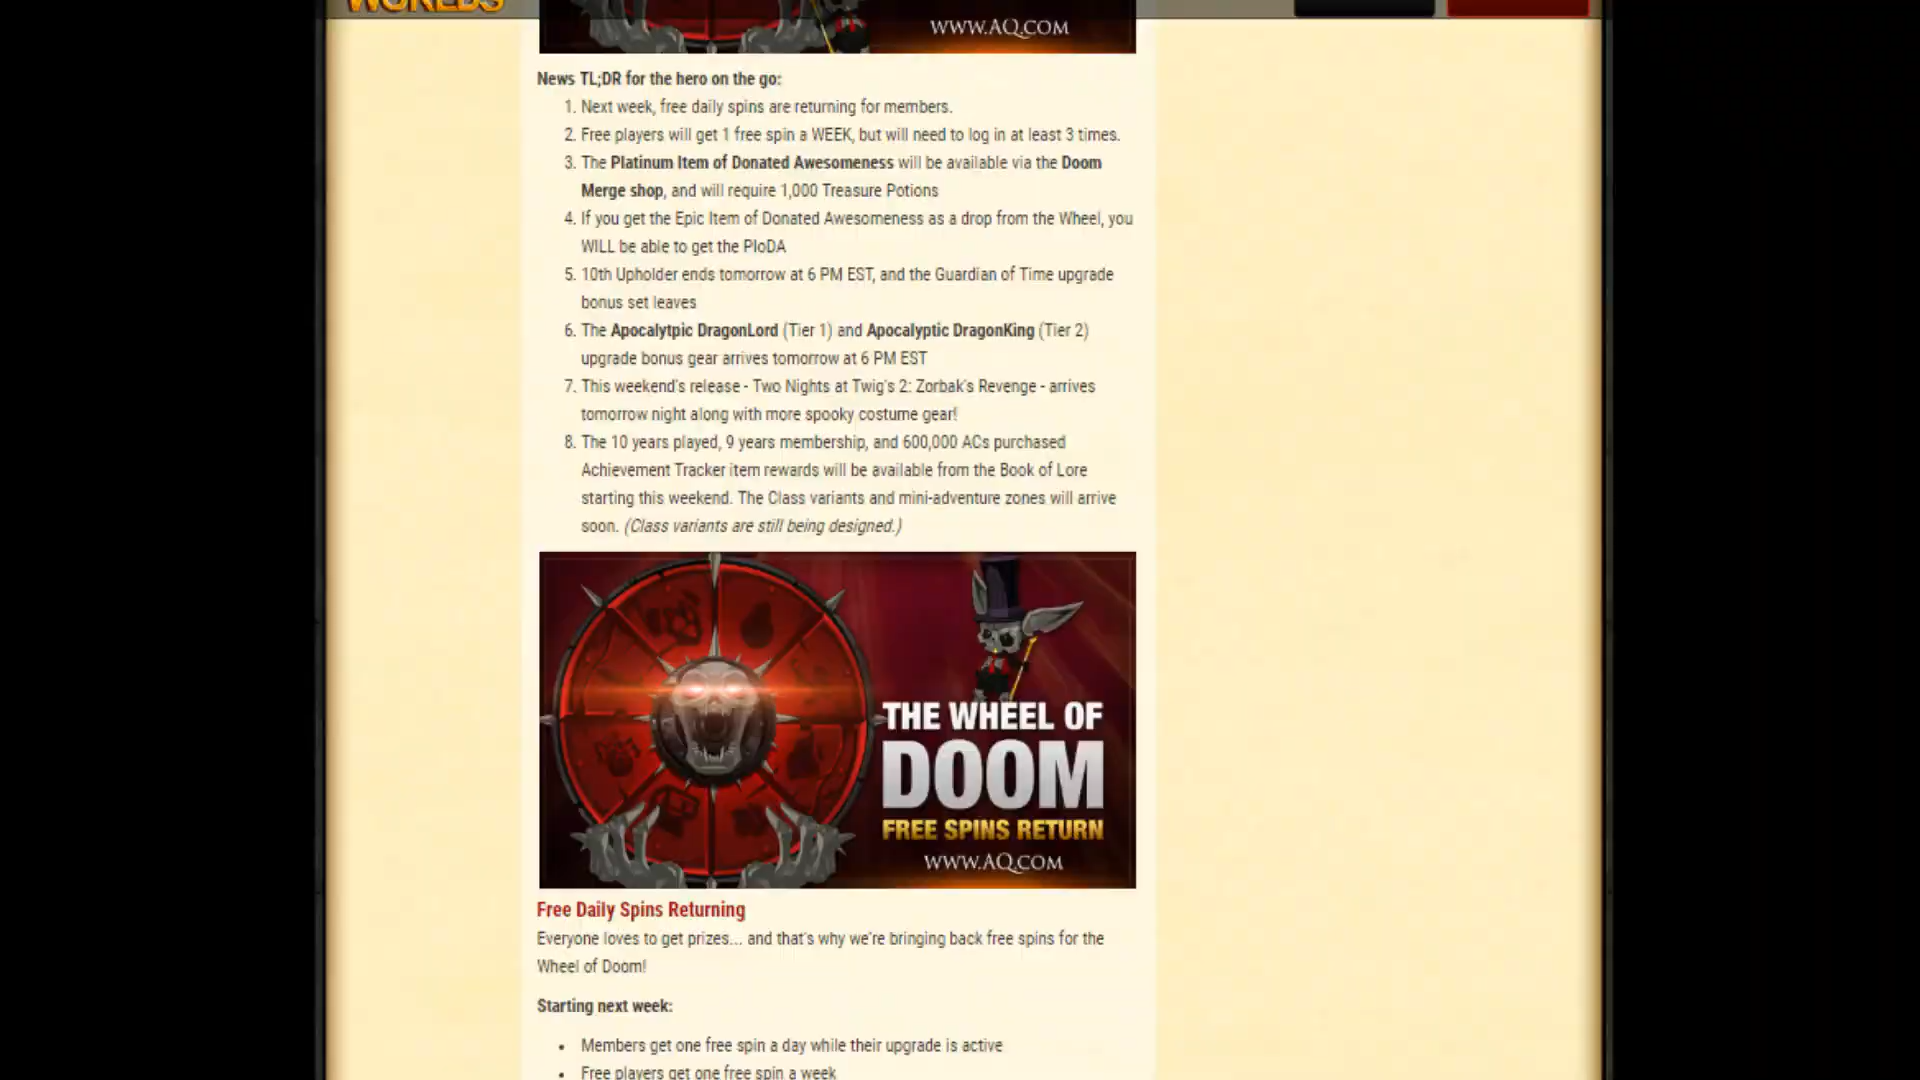 WORLDS
WWW.AQ.COM
News TL;DR for the hero on the go:
1. Next week, free daily spins are returning for members.
2. Free players will get 1 free spin a WEEK, but will need to log in at least 3 times.
3. The Platinum Item of Donated Awesomeness will be available via the Doom
Merge shop, and will require 1,000 Treasure Potions
4. If you get the Epic Item of Donated Awesomeness as a drop from the Wheel, you
WILL be able to get the PIoDA
5. 10th Upholder ends tomorrow at 6 PM EST, and the Guardian of Time upgrade
bonus set leaves
6. The Apocalytpic DragonLord (Tier 1) and Apocalyptic DragonKing (Tier 2)
upgrade bonus gear arrives tomorrow at 6 PM EST
7. This weekend's release - Two Nights at Twig's 2: Zorbak's Revenge - arrives
tomorrow night along with more spooky costume gear!
8. The 10 years played, 9 years membership, and 600,000 ACs purchased
Achievement Tracker item rewards will be available from the Book of Lore
starting this weekend. The Class variants and mini-adventure zones will arrive
soon. (Class variants are still being designed.)
THE WHEEL OF
DOOM
FREE SPINS RETURN
WWW.AQ.COM
Free Daily Spins Returning
Everyone loves to get prizes... and that's why we're bringing back free spins for the
Wheel of Doom!
Starting next week:
• Members get one free spin a day while their upgrade is active
• Free players get one free spin a week